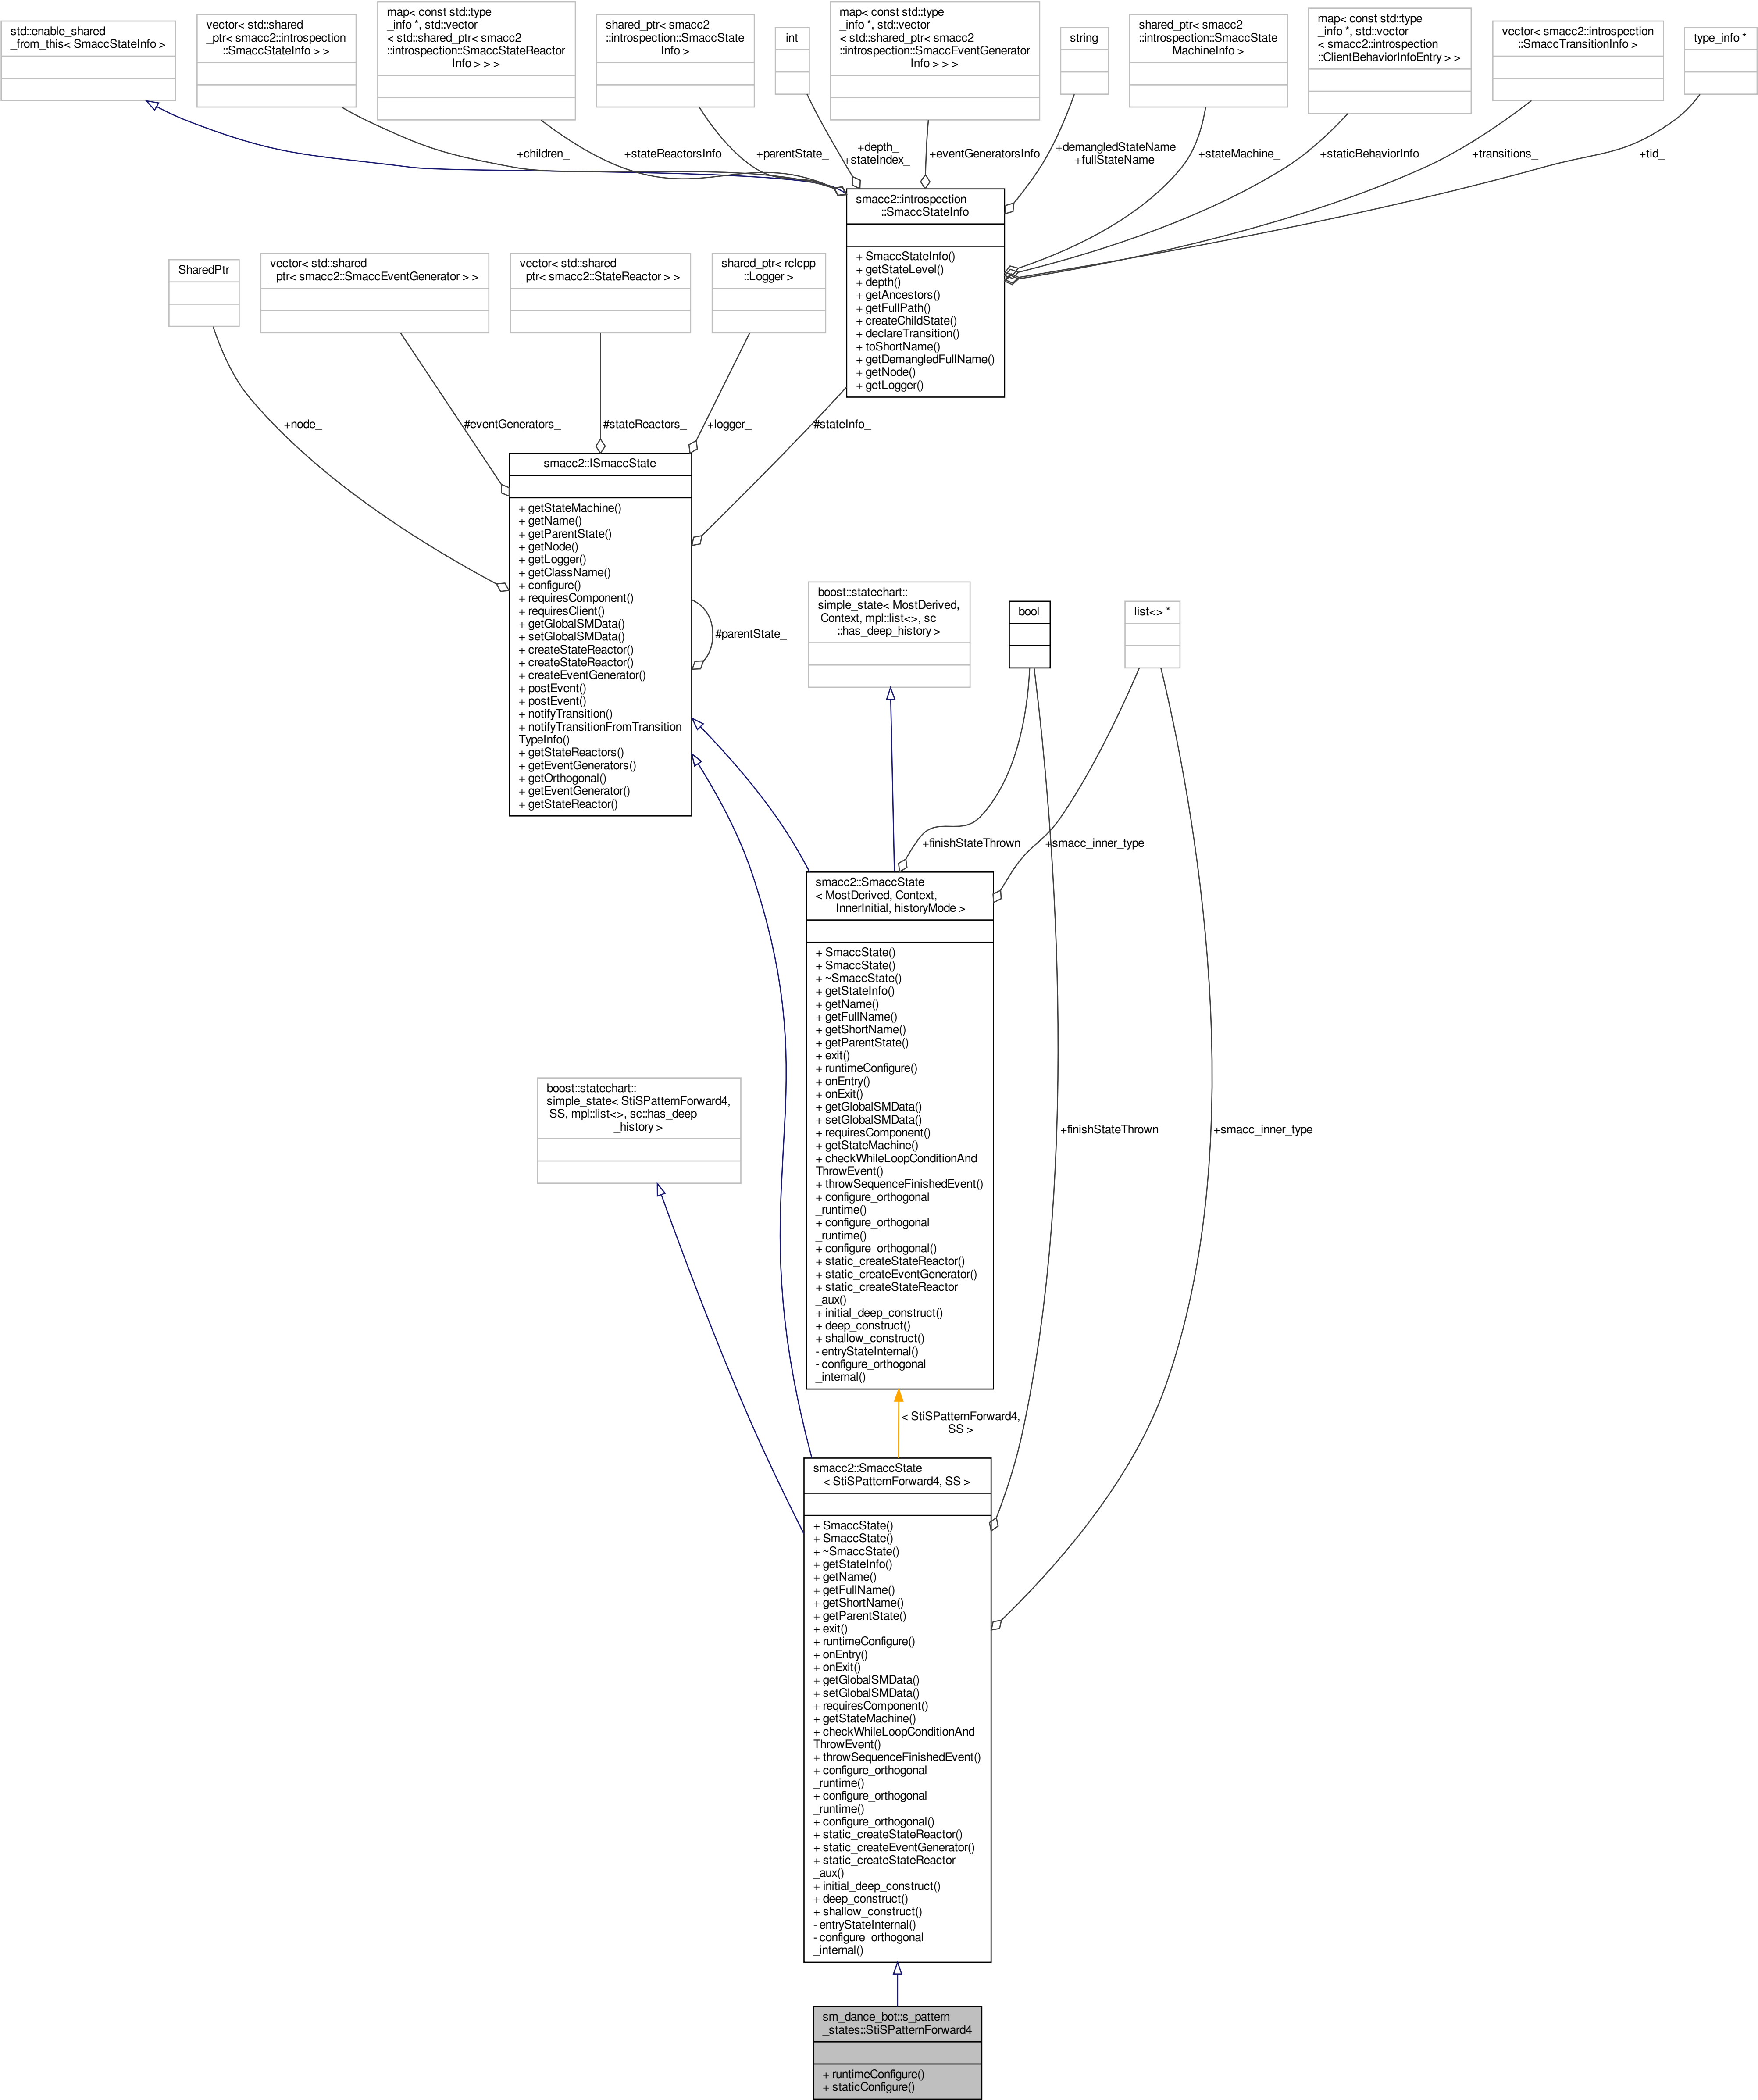 std::enable_shared
_from_this< SmaccStateInfo >
vector< std::shared
_ptr< smacc2::introspection
::SmaccStateInfo > >
map< const std::type
_info *, std::vector
< std::shared_ptr< smacc2
::introspection::SmaccStateReactor
Info > > >
shared_ptr< smacc2
::introspection::SmaccState
Info >
int
map< const std::type
_info *, std::vector
< std::shared_ptr< smacc2
::introspection::SmaccEventGenerator
Info > > >
string
shared_ptr< smacc2
::introspection::SmaccState
MachineInfo >
map< const std::type
_info *, std::vector
< smacc2::introspection
::ClientBehaviorInfoEntry > >
vector< smacc2::introspection
::SmaccTransitionInfo >
type_info *
+children_
+stateReactorsInfo
+parentState_
+depth_
+stateIndex_
+eventGeneratorsInfo
+demangledStateName
+fullStateName
+stateMachine_
+staticBehaviorInfo
+transitions_
+tid_
smacc2::introspection
::SmaccStateInfo
+ SmaccStateInfo()
+ getStateLevel()
+ depth()
+ getAncestors()
+ getFullPath()
+ createChildState()
+ declareTransition()
+ toShortName()
+ getDemangledFullName()
+ getNode()
+ getLogger()
SharedPtr
vector< std::shared
_ptr< smacc2::SmaccEventGenerator > >
vector< std::shared
_ptr< smacc2::StateReactor > >
shared_ptr< rclcpp
::Logger >
+node_
#eventGenerators_
#stateReactors_
+logger_
#stateInfo_
smacc2::ISmaccState
+ getStateMachine()
+ getName()
+ getParentState()
+ getNode()
+ getLogger()
+ getClassName()
+ configure()
+ requiresComponent()
+ requiresClient()
+ getGlobalSMData()
+ setGlobalSMData()
+ createStateReactor()
+ createStateReactor()
+ createEventGenerator()
+ postEvent()
+ postEvent()
+ notifyTransition()
+ notifyTransitionFromTransition
TypeInfo()
+ getStateReactors()
+ getEventGenerators()
+ getOrthogonal()
+ getEventGenerator()
+ getStateReactor()
#parentState_
boost::statechart::
simple_state< MostDerived,
Context, mpl::list<>, sc
::has_deep_history >
bool
list<> *
+finishStateThrown
+smacc_inner_type
smacc2::SmaccState
< MostDerived, Context,
InnerInitial, historyMode >
+ SmaccState()
+ SmaccState()
+ ~SmaccState()
+ getStateInfo()
+ getName()
+ getFullName()
+ getShortName()
+ getParentState()
+ exit()
+ runtimeConfigure()
+ onEntry()
+ onExit()
+ getGlobalSMData()
+ setGlobalSMData()
+ requiresComponent()
+ getStateMachine()
+ checkWhileLoopConditionAnd
ThrowEvent()
+ throwSequenceFinishedEvent()
+ configure_orthogonal
_runtime()
+ configure_orthogonal
_runtime()
+ configure_orthogonal()
+ static_createStateReactor()
+ static_createEventGenerator()
+ static_createStateReactor
_aux()
+ initial_deep_construct()
+ deep_construct()
+ shallow_construct()
- entryStateInternal()
- configure_orthogonal
_internal()
boost::statechart::
simple_state< StiSPatternForward4,
SS, mpl::list<>, sc::has_deep
_history >
+finishStateThrown
+smacc_inner_type
< StiSPatternForward4,
SS >
smacc2::SmaccState
< StiSPatternForward4, SS >
+ SmaccState()
+ SmaccState()
+ ~SmaccState()
+ getStateInfo()
+ getName()
+ getFullName()
+ getShortName()
+ getParentState()
+ exit()
+ runtimeConfigure()
+ onEntry()
+ onExit()
+ getGlobalSMData()
+ setGlobalSMData()
+ requiresComponent()
+ getStateMachine()
+ checkWhileLoopConditionAnd
ThrowEvent()
+ throwSequenceFinishedEvent()
+ configure_orthogonal
_runtime()
+ configure_orthogonal
_runtime()
+ configure_orthogonal()
+ static_createStateReactor()
+ static_createEventGenerator()
+ static_createStateReactor
_aux()
+ initial_deep_construct()
+ deep_construct()
+ shallow_construct()
- entryStateInternal()
- configure_orthogonal
_internal()
sm_dance_bot::s_pattern
_states::StiSPatternForward4
+ runtimeConfigure()
+ staticConfigure()